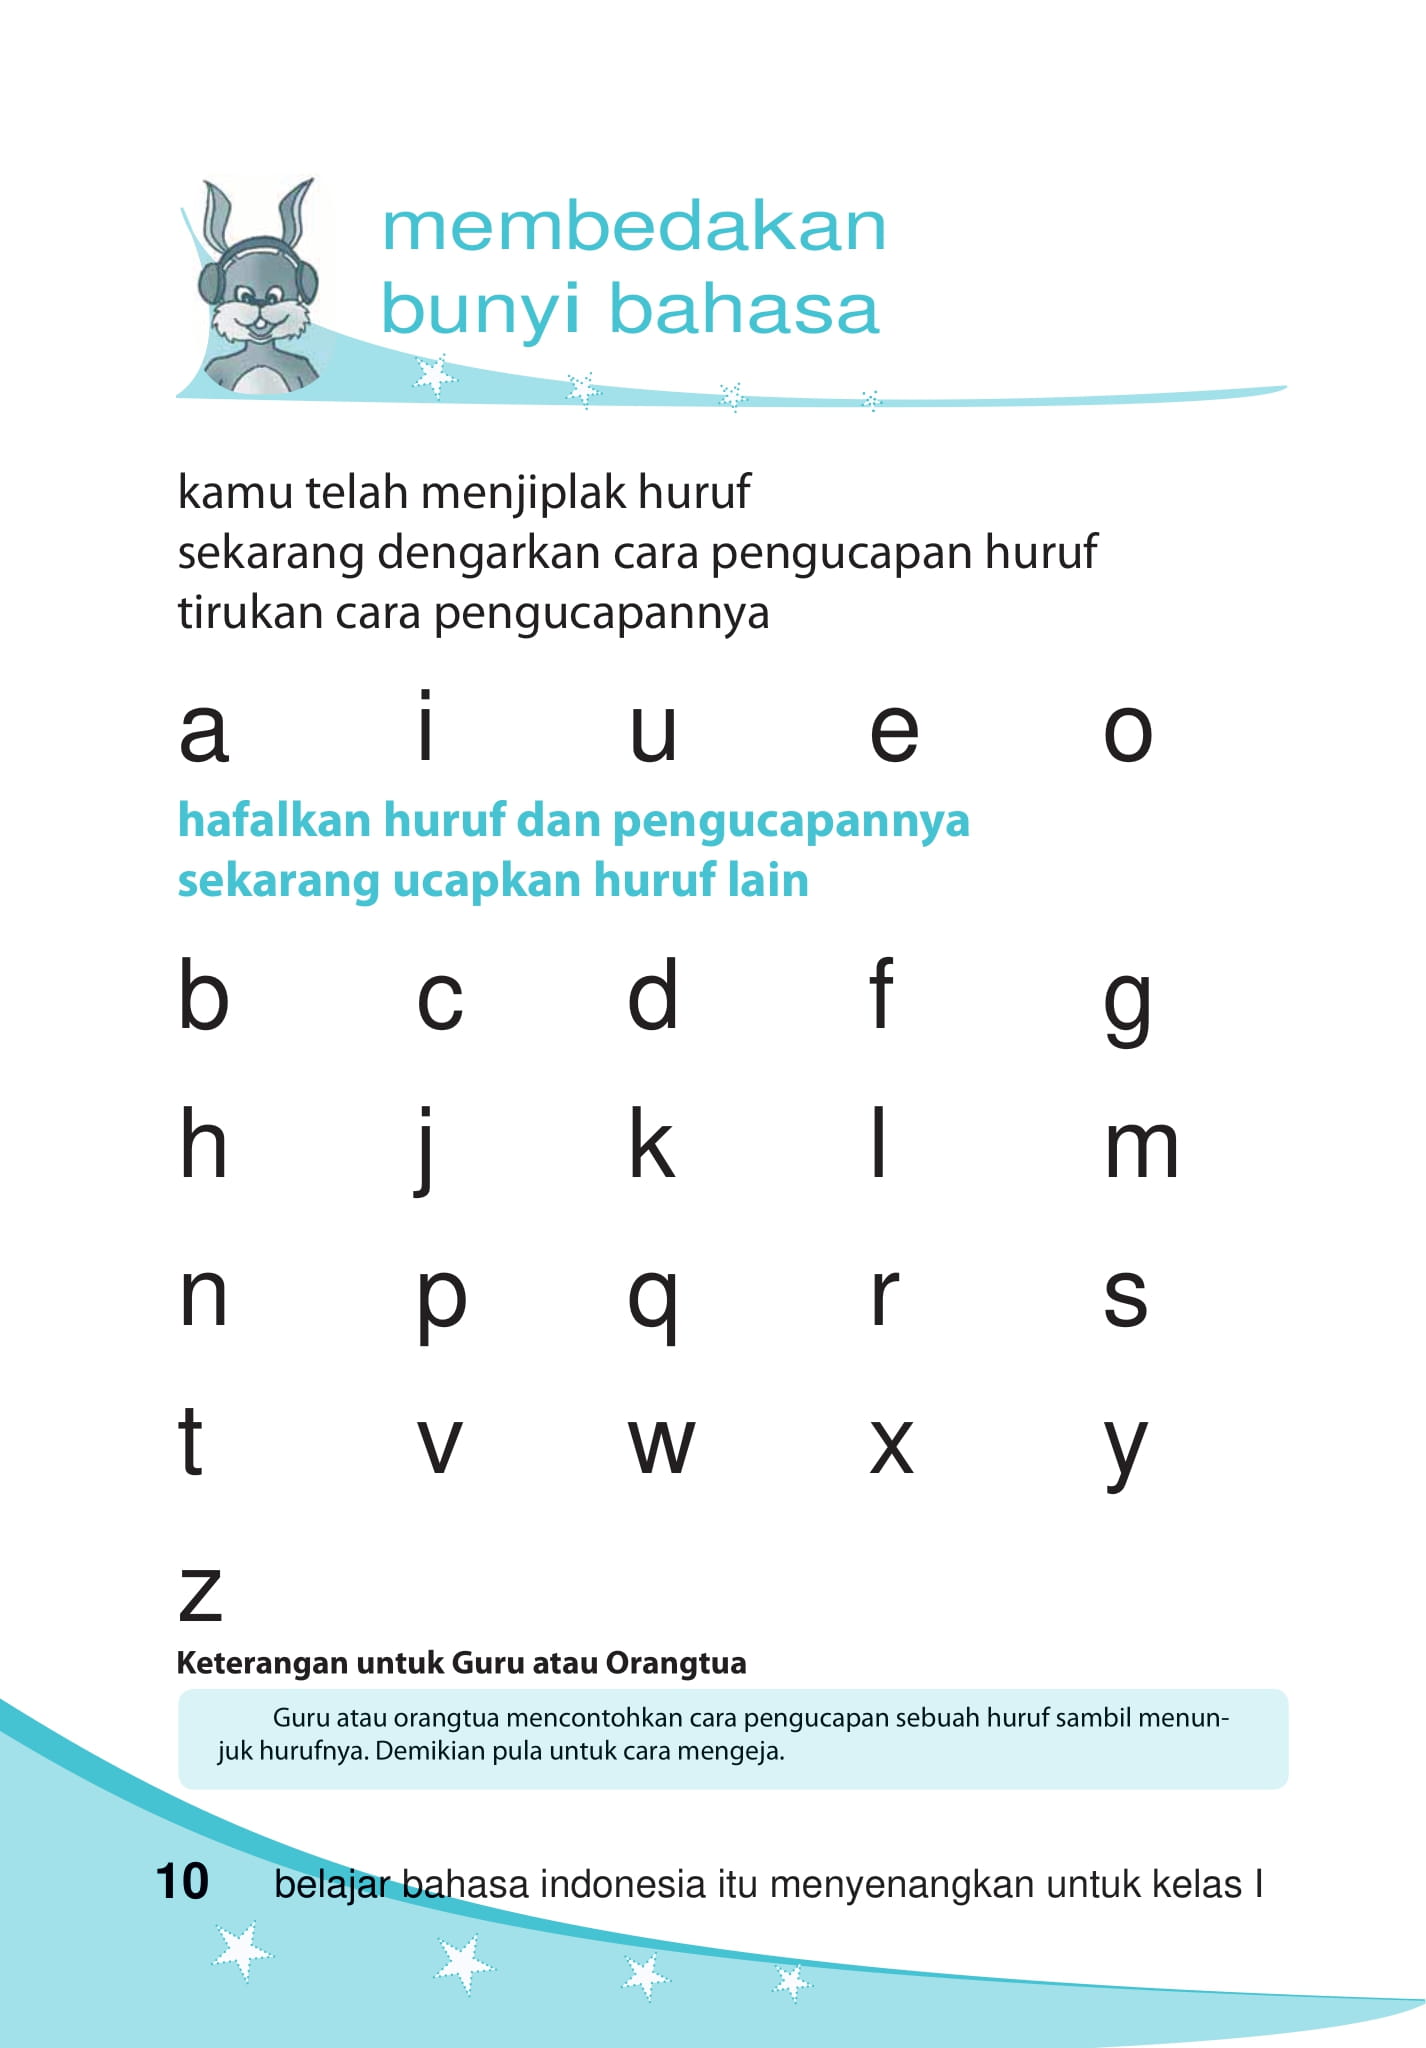 membedakan
bunyi bahasa
kamu telah menjiplak huruf
sekarang dengarkan cara pengucapan huruf
tirukan cara pengucapannya
a i u e o
hafalkan huruf dan pengucapannya
sekarang ucapkan huruf lain
b c d f g
h j k l m
n p q r s
t v w x y
z
Keterangan untuk Guru atau Orangtua
Guru atau orangtua mencontohkan cara pengucapan sebuah huruf sambil menun-
juk hurufnya. Demikian pula untuk cara mengeja.
10 belajar bahasa indonesia itu menyenangkan untuk kelas I